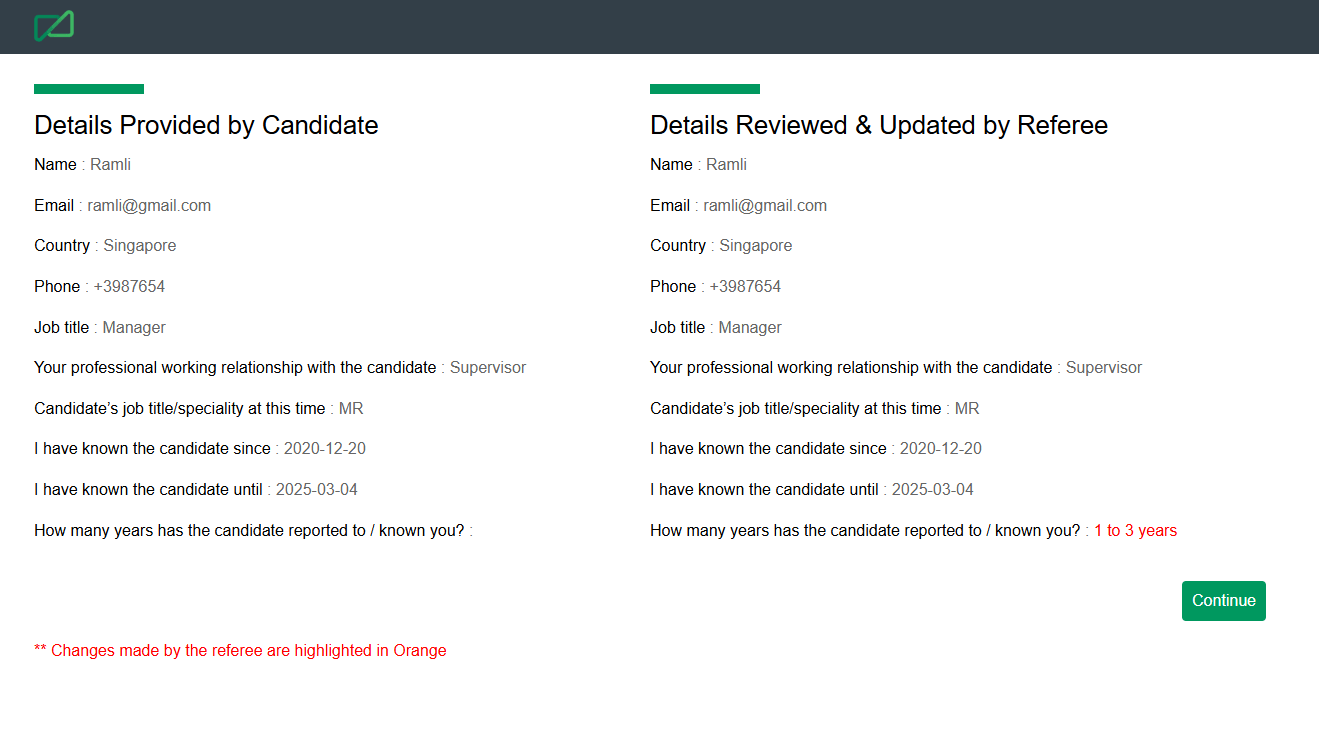 Details Provided by Candidate
Name : Ramli
Email : ramli@gmail.com
Country : Singapore
Phone : +3987654
Job title : Manager
Your professional working relationship with the candidate : Supervisor
Candidate’s job title/speciality at this time : MR
I have known the candidate since : 2020-12-20
I have known the candidate until : 2025-03-04
How many years has the candidate reported to / known you? :
Details Reviewed & Updated by Referee
Name : Ramli
Email : ramli@gmail.com
Country : Singapore
Phone : +3987654
Job title : Manager
Your professional working relationship with the candidate : Supervisor
Candidate’s job title/speciality at this time : MR
I have known the candidate since : 2020-12-20
I have known the candidate until : 2025-03-04
How many years has the candidate reported to / known you? : 1 to 3 years
Continue
** Changes made by the referee are highlighted in Orange